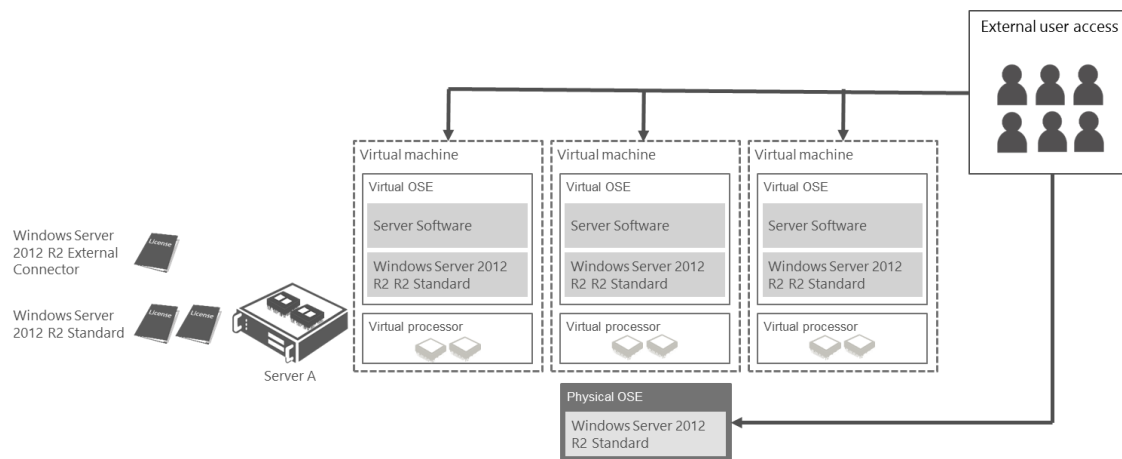 External user access
Virtual machine
Virtual OSE
Server Software
Windows Server 2012
R2 R2 Standard
Virtual processor
Virtual machine
Virtual OSE
Server Software
Windows Server 2012
R2 R2 Standard
Virtual processor
Virtual machine
Virtual OSE
Server Software
Windows Server 2012
R2 R2 Standard
Virtual processor
Windows Server
2012 R2 External
Connector
License
Windows Server
2012 R2 Standard
License
License
Server A
Physical OSE
Windows Server 2012
R2 Standard